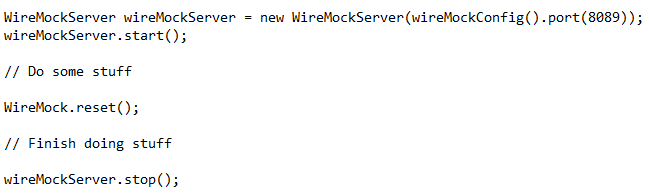 WireMockServer wireMockServer = new WireMockServer(wireMockConfig().port(8089));
wireMockServer.start();
// Do some stuff
WireMock.reset();
// Finish doing stuff
wireMockServer.stop();